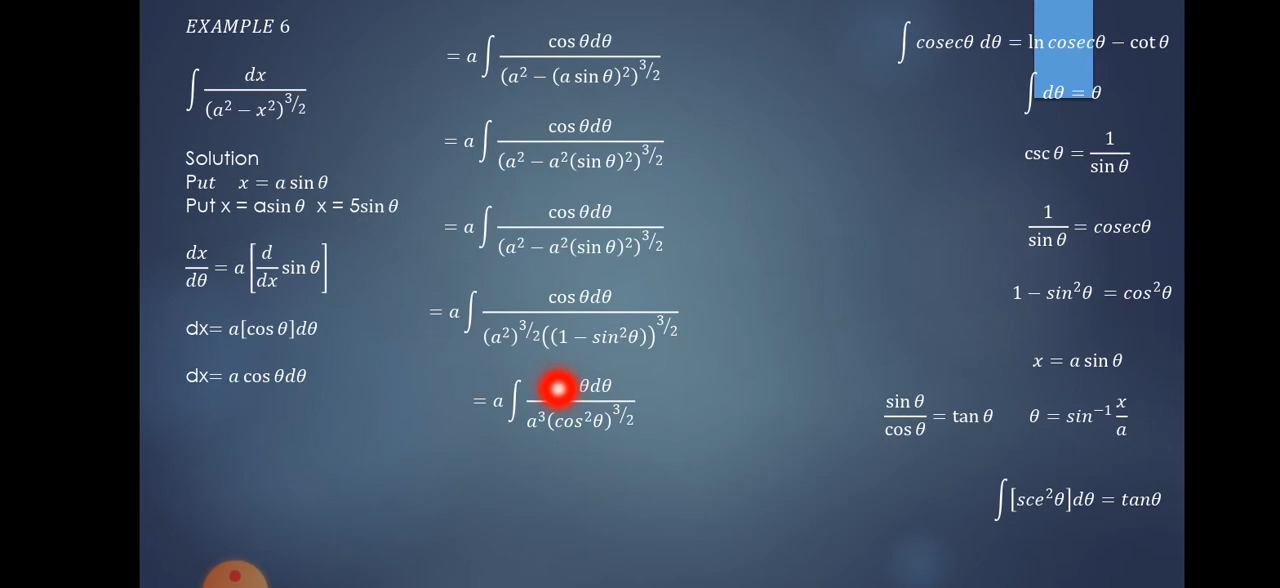 EXAMPLE 6
∫ dx / (a² − x²)^3/2
Solution
Put x = a sin θ
Put x = asin θ x = 5sin θ
dx/dθ = a [d/dx sin θ]
dx= a[cos θ]dθ
dx= a cos θdθ
= a ∫ cos θdθ / (a² − (a sin θ)²)^3/2
= a ∫ cos θdθ / (a² − a²(sin θ)²)^3/2
= a ∫ cos θdθ / (a² − a²(sin θ)²)^3/2
= a ∫ cos θdθ / (a²)^3/2((1 − sin²θ))^3/2
= a ∫ θdθ / a³(cos²θ)^3/2
∫ cosecθ dθ = ln cosecθ − cot θ
∫ dθ = θ
csc θ = 1 / sin θ
1 / sin θ = cosecθ
1 − sin²θ = cos²θ
x = a sin θ
sin θ / cos θ = tan θ θ = sin⁻¹ x/a
∫ [sce²θ]dθ = tanθ